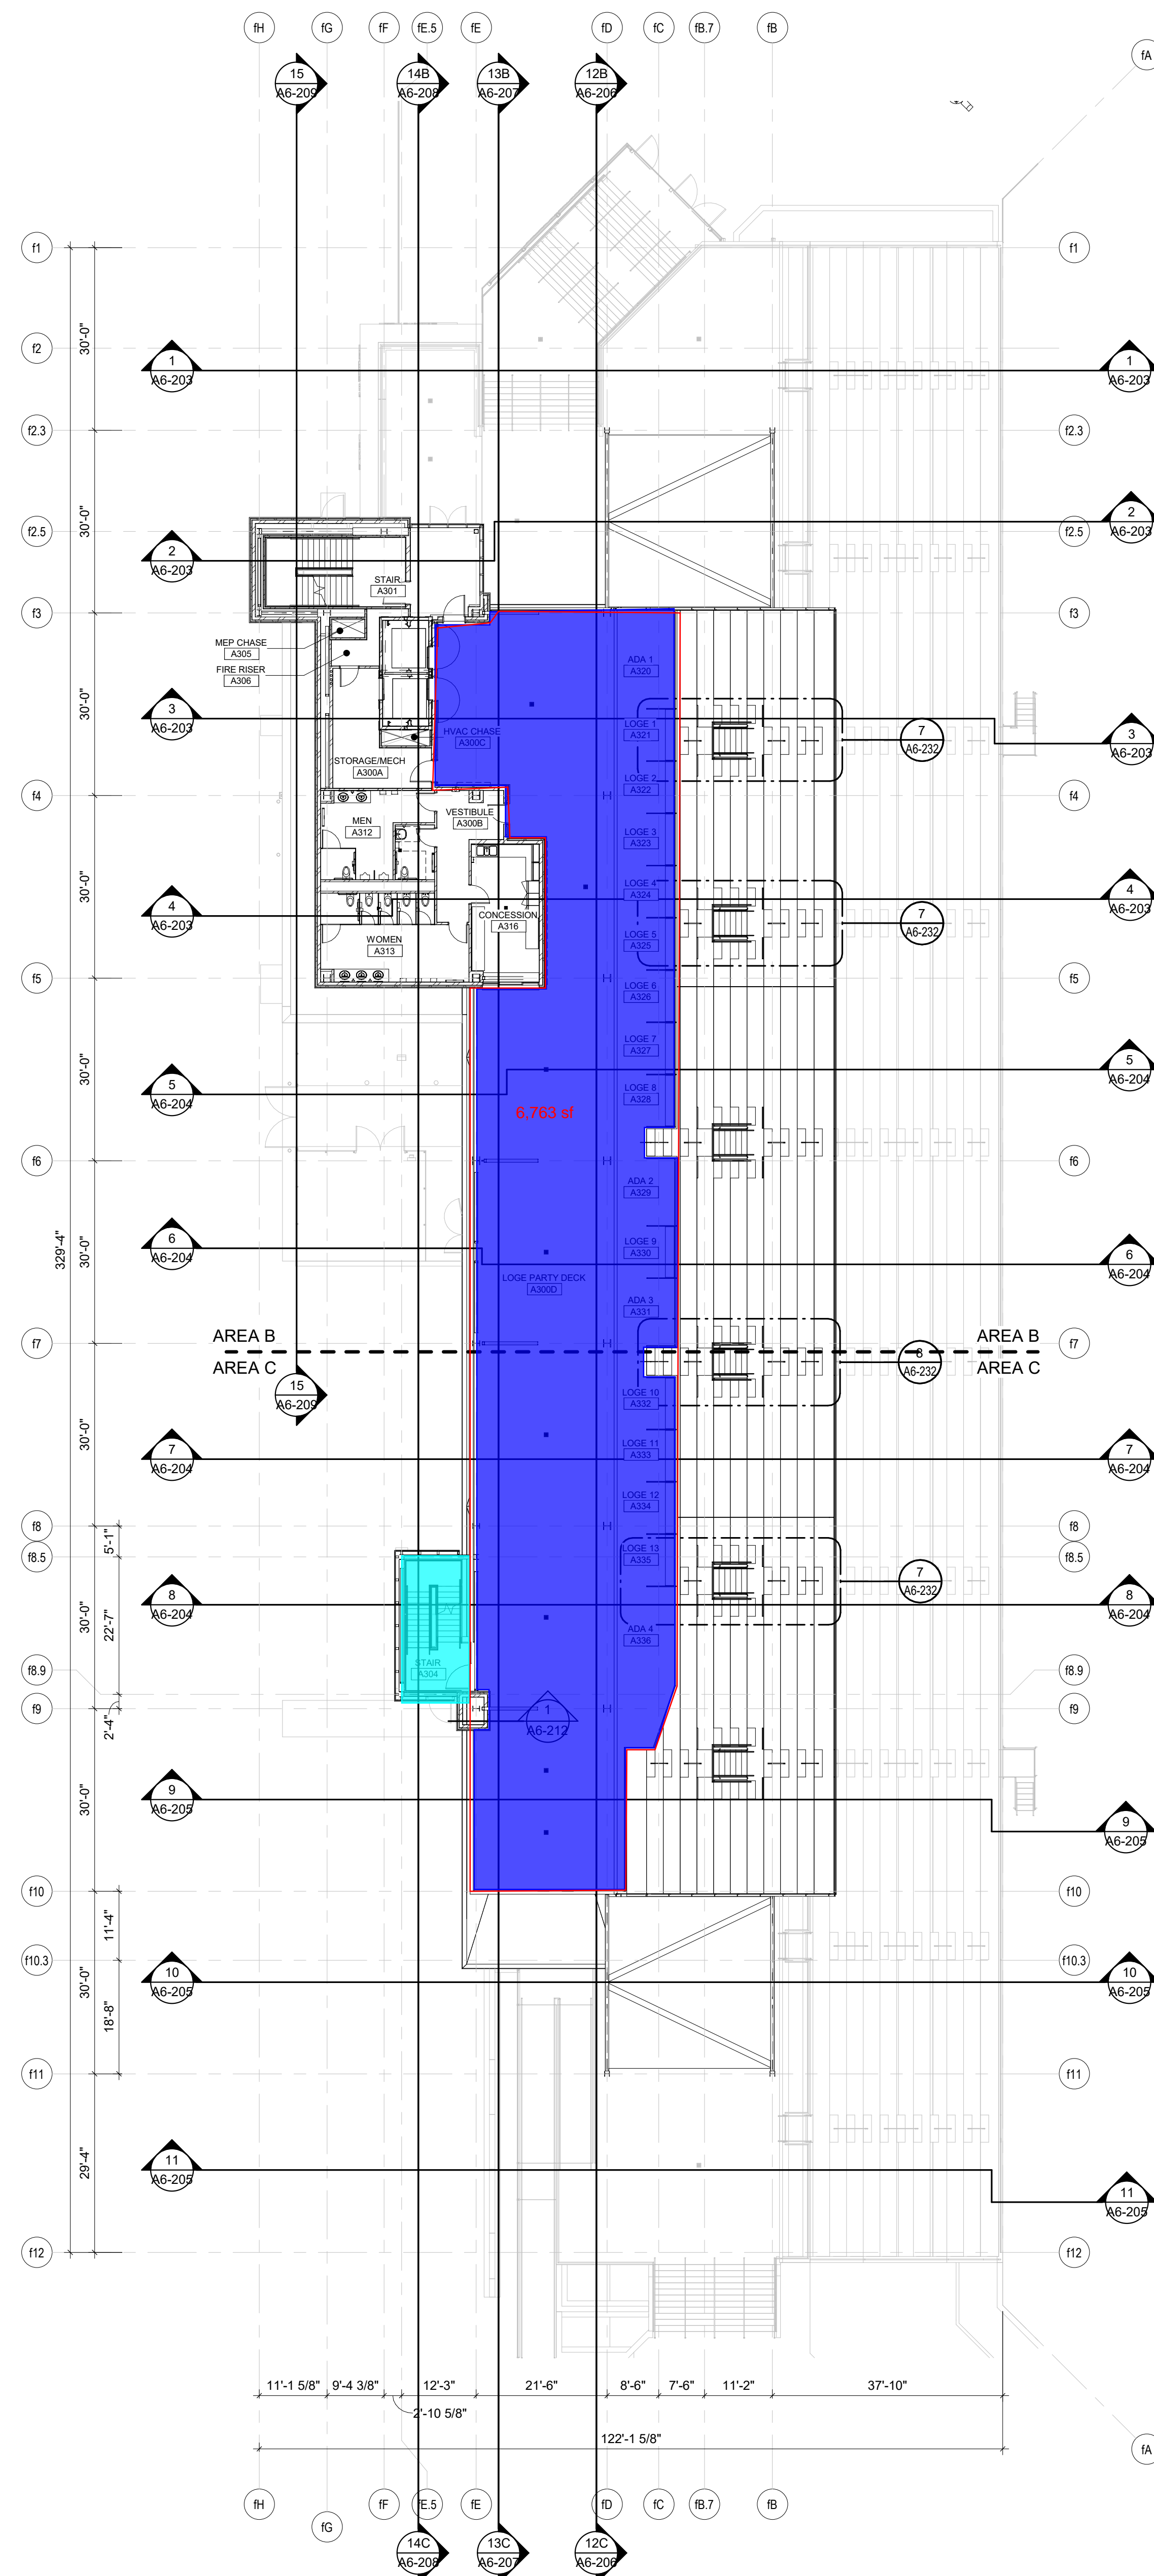 fH fG fF fE.5 fE fD fC fB.7 fB
fA
15
A6-209
14B
A6-208
13B
A6-207
12B
A6-206
f1
f1
30'-0"
f2
f2
1
A6-203
1
A6-203
f2.3
f2.3
30'-0"
2
A6-203
f2.5
f2.5
2
A6-203
STAIR
A301
f3
f3
MEP CHASE
A305
FIRE RISER
A306
ADA 1
A320
30'-0"
3
A6-203
LOGE 1
A321
HVAC CHASE
A300C
7
A6-232
3
A6-203
STORAGE/MECH
A300A
LOGE 2
A322
f4
f4
VESTIBULE
A300B
MEN
A312
LOGE 3
A323
30'-0"
LOGE 4
A324
4
A6-203
4
A6-203
CONCESSION
A316
7
A6-232
WOMEN
A313
LOGE 5
A325
f5
f5
LOGE 6
A326
30'-0"
LOGE 7
A327
5
A6-204
5
A6-204
LOGE 8
A328
6,763 sf
f6
f6
ADA 2
A329
329'-4"
30'-0"
6
A6-204
LOGE 9
A330
6
A6-204
LOGE PARTY DECK
A300D
ADA 3
A331
AREA B
AREA B
f7
f7
AREA C
AREA C
8
A6-232
15
A6-209
LOGE 10
A332
30'-0"
7
A6-204
LOGE 11
A333
7
A6-204
LOGE 12
A334
f8
f8
5'-1"
f8.5
f8.5
LOGE 13
A335
7
A6-232
30'-0"
22'-7"
8
A6-204
8
A6-204
ADA 4
A336
STAIR
A304
f8.9
f8.9
f9
f9
2'-4"
1
A6-212
30'-0"
9
A6-205
9
A6-205
f10
f10
11'-4"
f10.3
f10.3
30'-0"
10
A6-205
10
A6-205
18'-8"
f11
f11
29'-4"
11
A6-205
11
A6-205
f12
f12
11'-1 5/8" 9'-4 3/8" 12'-3" 21'-6" 8'-6" 7'-6" 11'-2" 37'-10"
2'-10 5/8"
122'-1 5/8"
fA
fH fG fF fE.5 fE fD fC fB.7 fB
14C
A6-208
13C
A6-207
12C
A6-206